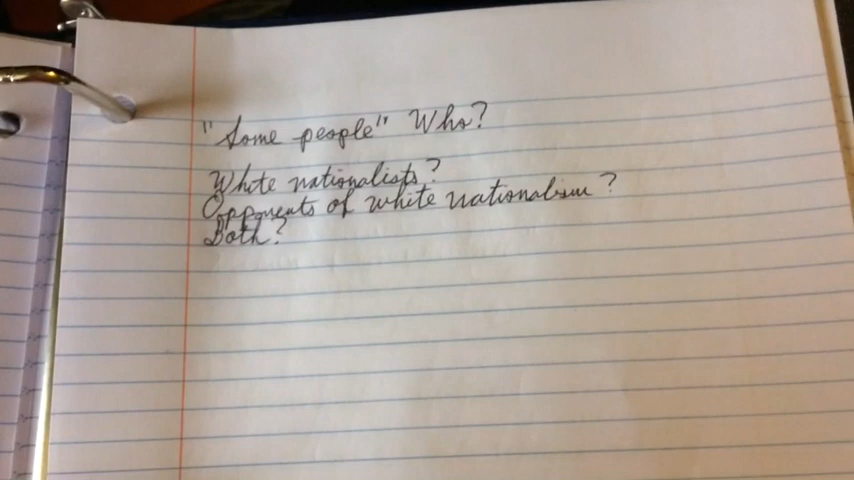 "Some people" Who?
White nationalists?
Opponents of white nationalism?
Both?